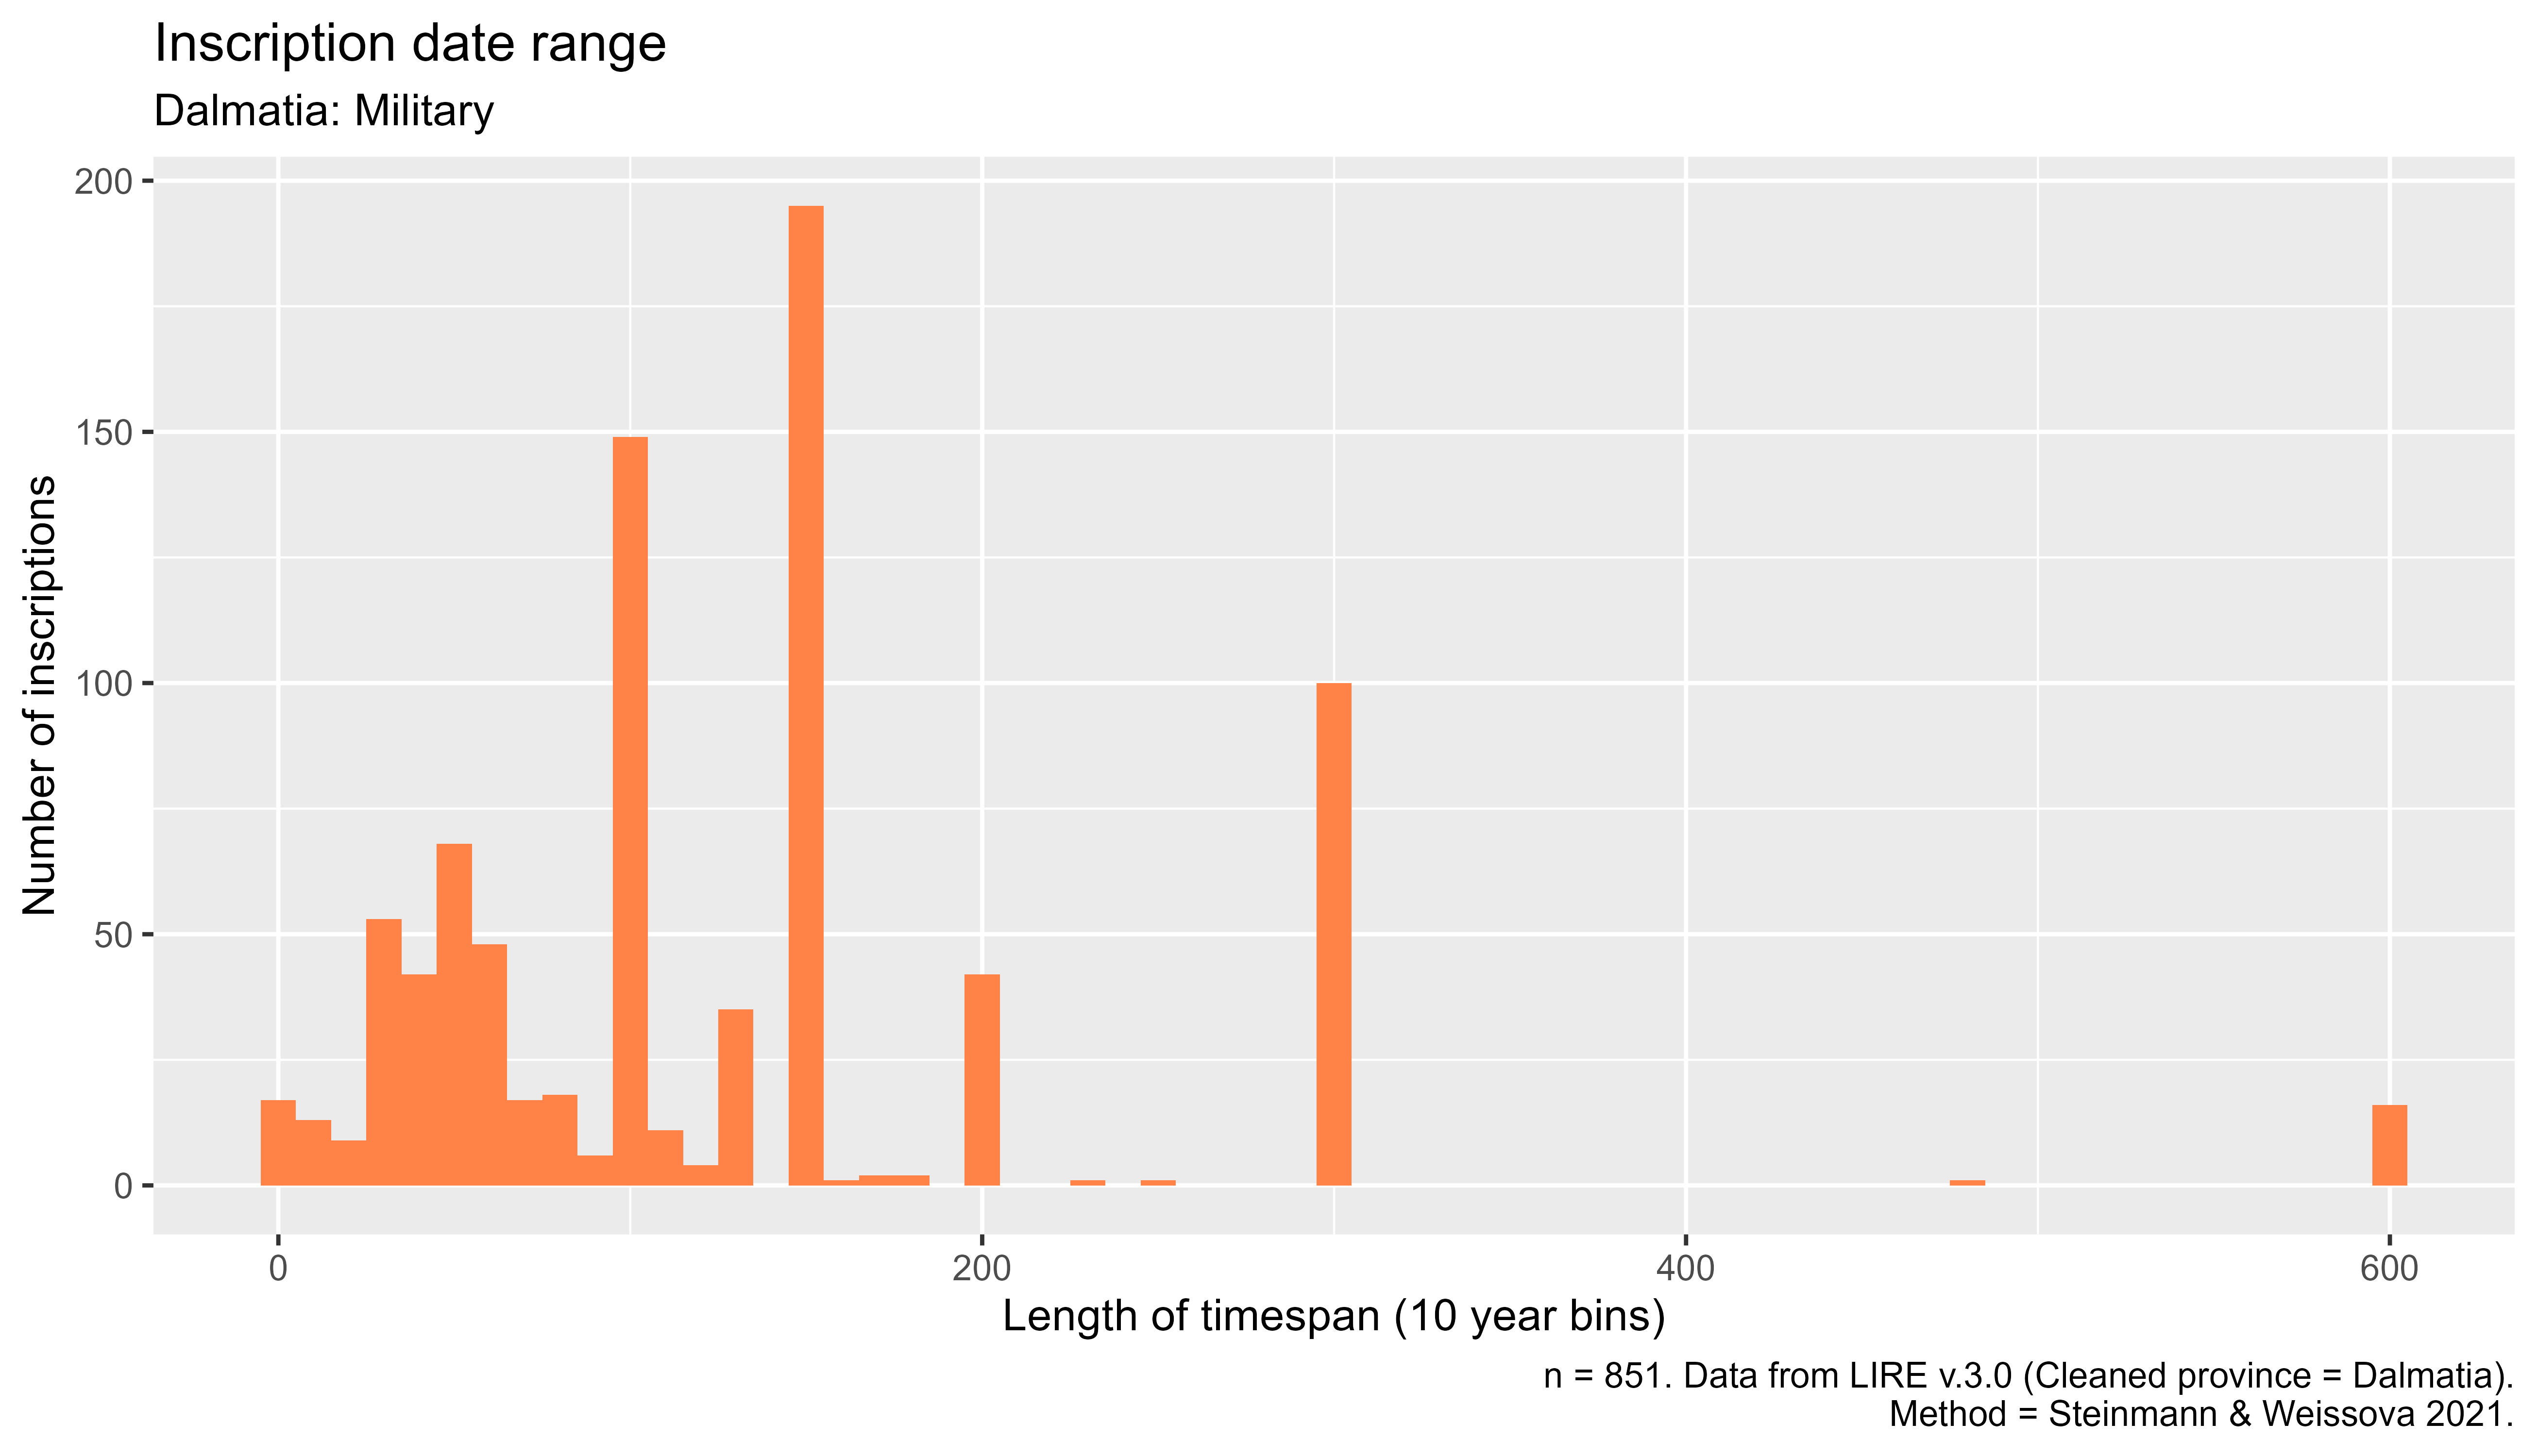 Inscription date range
Dalmatia: Military
200
150
100
50
0
Number of inscriptions
0
200
400
600
Length of timespan (10 year bins)
n = 851. Data from LIRE v.3.0 (Cleaned province = Dalmatia).
Method = Steinmann & Weissova 2021.